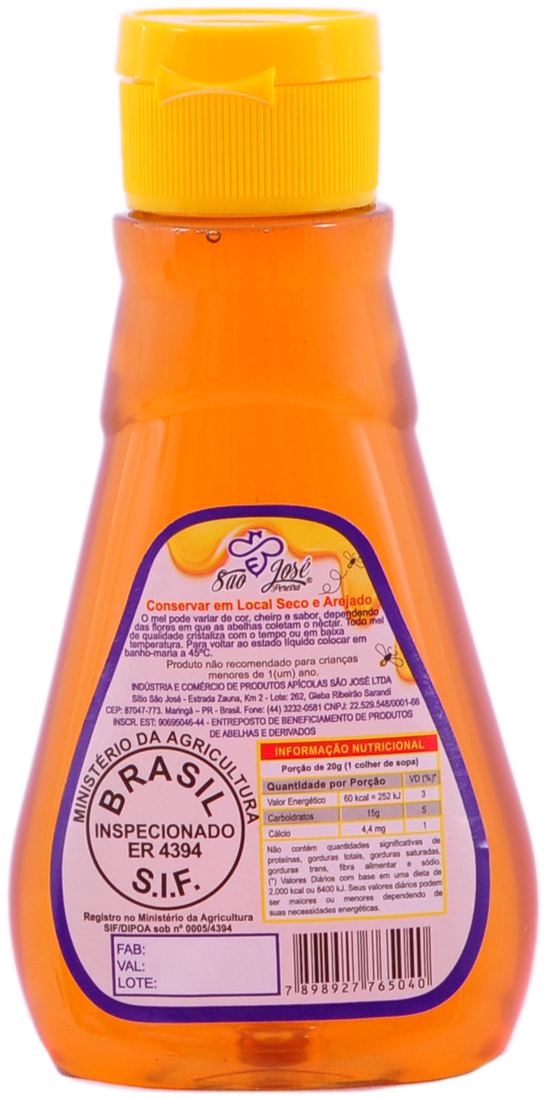 São José
Pereira ®
Conservar em Local Seco e Arejado
O mel pode variar de cor, cheiro e sabor, dependendo
das flores em que as abelhas coletam o néctar. Todo mel
de qualidade cristaliza com o tempo ou em baixa
temperatura. Para voltar ao estado líquido colocar em
banho-maria a 45ºC.
Produto não recomendado para crianças
menores de 1(um) ano.
INDÚSTRIA E COMÉRCIO DE PRODUTOS APÍCOLAS SÃO JOSÉ LTDA
Sítio São José - Estrada Zauna, Km 2 - Lote: 262, Gleba Ribeirão Sarandi
CEP: 87047-773. Maringá – PR - Brasil. Fone: (44) 3232-0581 CNPJ: 22.529.548/0001-66
INSCR. EST: 90695046-44 - ENTREPOSTO DE BENEFICIAMENTO DE PRODUTOS
DE ABELHAS E DERIVADOS
MINISTÉRIO DA AGRICULTURA
BRASIL
INSPECIONADO
ER 4394
S.I.F.
Registro no Ministério da Agricultura
SIF/DIPOA sob nº 0005/4394
INFORMAÇÃO NUTRICIONAL
Porção de 20g (1 colher de sopa)
Quantidade por Porção VD (%)*
Valor Energético 60 kcal = 252 kJ 3
Carboidratos 15g 5
Cálcio 4,4 mg 1
Não contém quantidades significativas de
proteínas, gorduras totais, gorduras saturadas,
gorduras trans, fibra alimentar e sódio.
(*) Valores Diários com base em uma dieta de
2.000 kcal ou 8400 kJ. Seus valores diários podem
ser maiores ou menores dependendo de
suas necessidades energéticas.
FAB:
VAL:
LOTE:
7 898927 765040